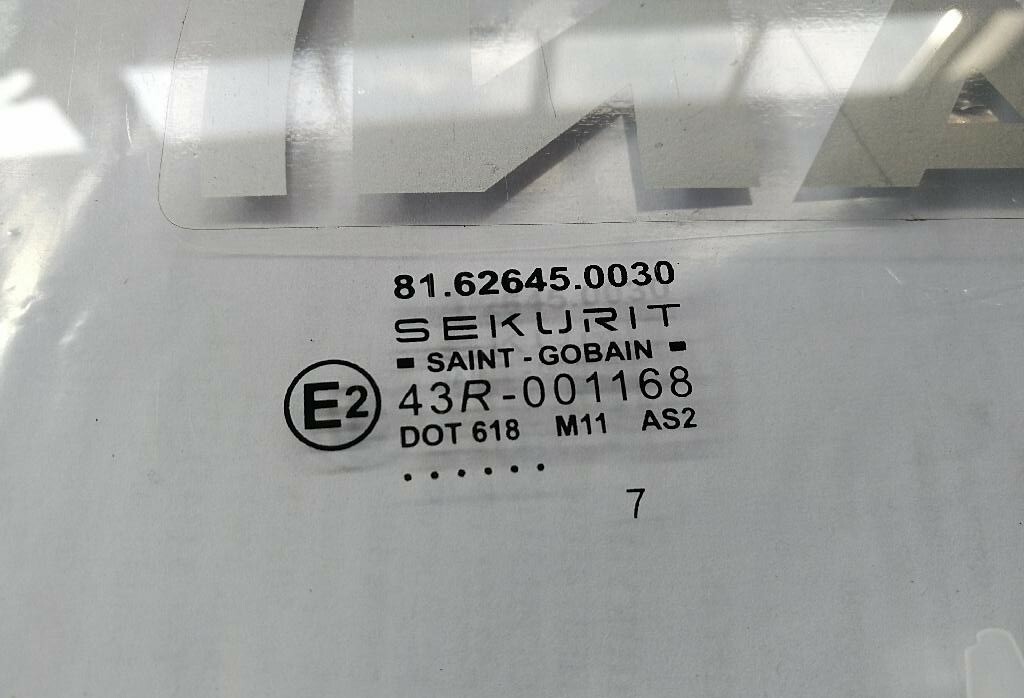 81.62645.0030
SEKURIT
- SAINT - GOBAIN -
E2 43R-001168
DOT 618 M11 AS2
. . . . . .
7